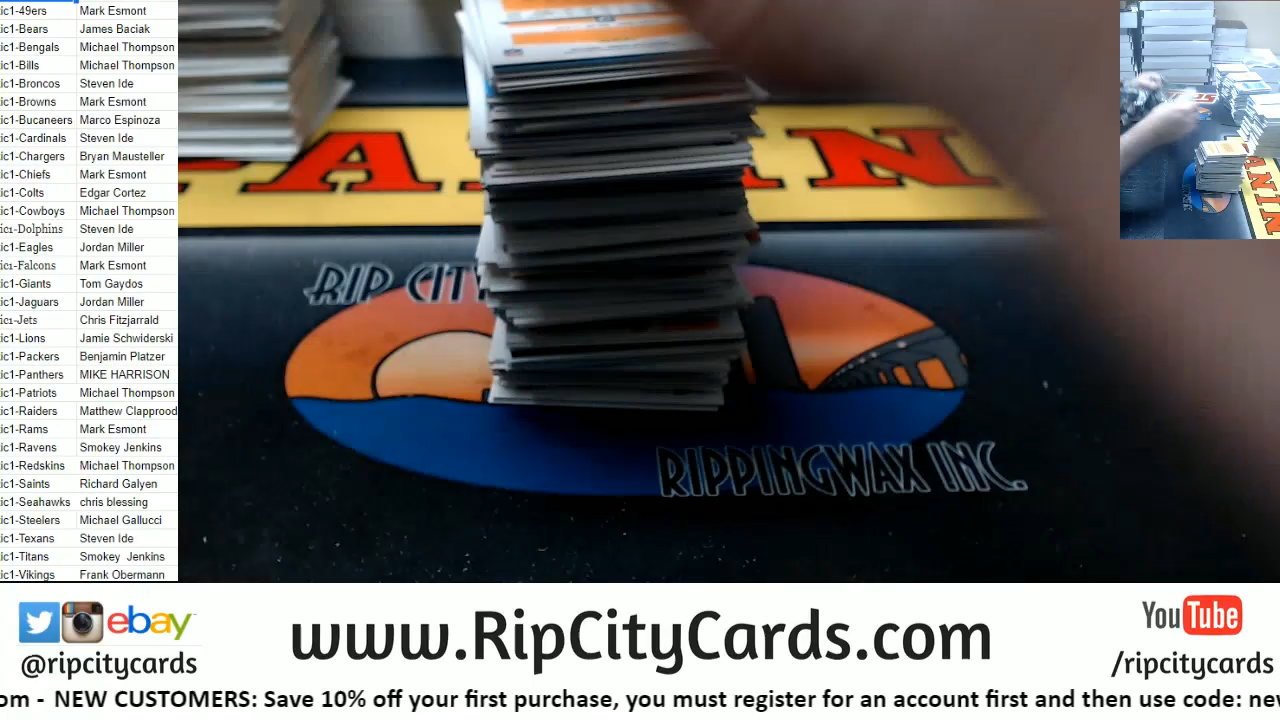 ic1-49ers Mark Esmont
ic1-Bears James Baciak
ic1-Bengals Michael Thompson
ic1-Bills Michael Thompson
ic1-Broncos Steven Ide
ic1-Browns Mark Esmont
ic1-Bucaneers Marco Espinoza
ic1-Cardinals Steven Ide
ic1-Chargers Bryan Mausteller
ic1-Chiefs Mark Esmont
ic1-Colts Edgar Cortez
ic1-Cowboys Michael Thompson
ic1-Dolphins Steven Ide
ic1-Eagles Jordan Miller
ic1-Falcons Mark Esmont
ic1-Giants Tom Gaydos
ic1-Jaguars Jordan Miller
ic1-Jets Chris Fitzjarrald
ic1-Lions Jamie Schwiderski
ic1-Packers Benjamin Platzer
ic1-Panthers MIKE HARRISON
ic1-Patriots Michael Thompson
ic1-Raiders Matthew Clapprood
ic1-Rams Mark Esmont
ic1-Ravens Smokey Jenkins
ic1-Redskins Michael Thompson
ic1-Saints Richard Galyen
ic1-Seahawks chris blessing
ic1-Steelers Michael Gallucci
ic1-Texans Steven Ide
ic1-Titans Smokey Jenkins
ic1-Vikings Frank Obermann
RIP CITY
RIPPINGWAX INC.
ebay
@ripcitycards
www.RipCityCards.com
YouTube
/ripcitycards
om - NEW CUSTOMERS: Save 10% off your first purchase, you must register for an account first and then use code: new